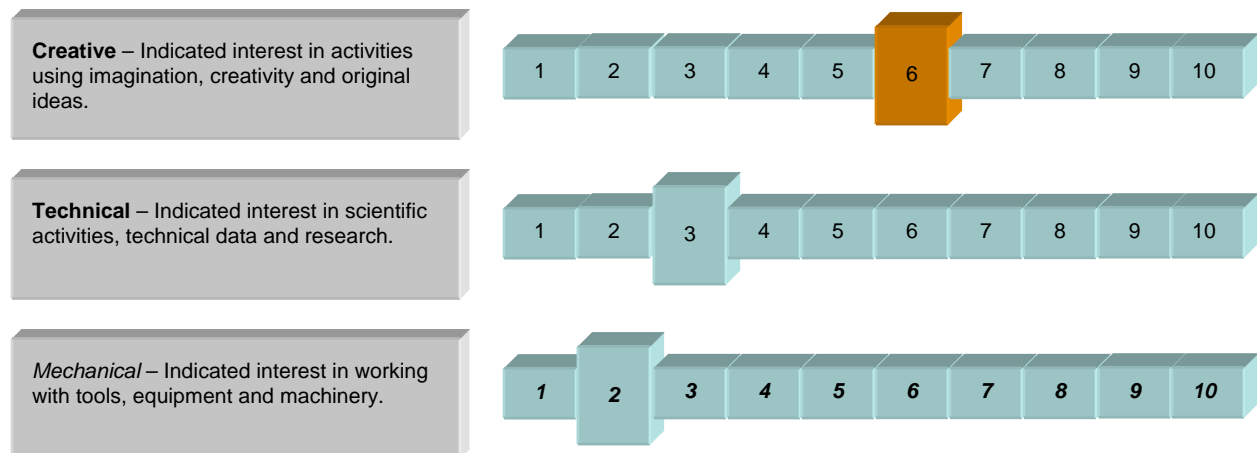 Creative – Indicated interest in activities
using imagination, creativity and original
ideas.
1 2 3 4 5 6 7 8 9 10
Technical – Indicated interest in scientific
activities, technical data and research.
1 2 3 4 5 6 7 8 9 10
Mechanical – Indicated interest in working
with tools, equipment and machinery.
1 2 3 4 5 6 7 8 9 10